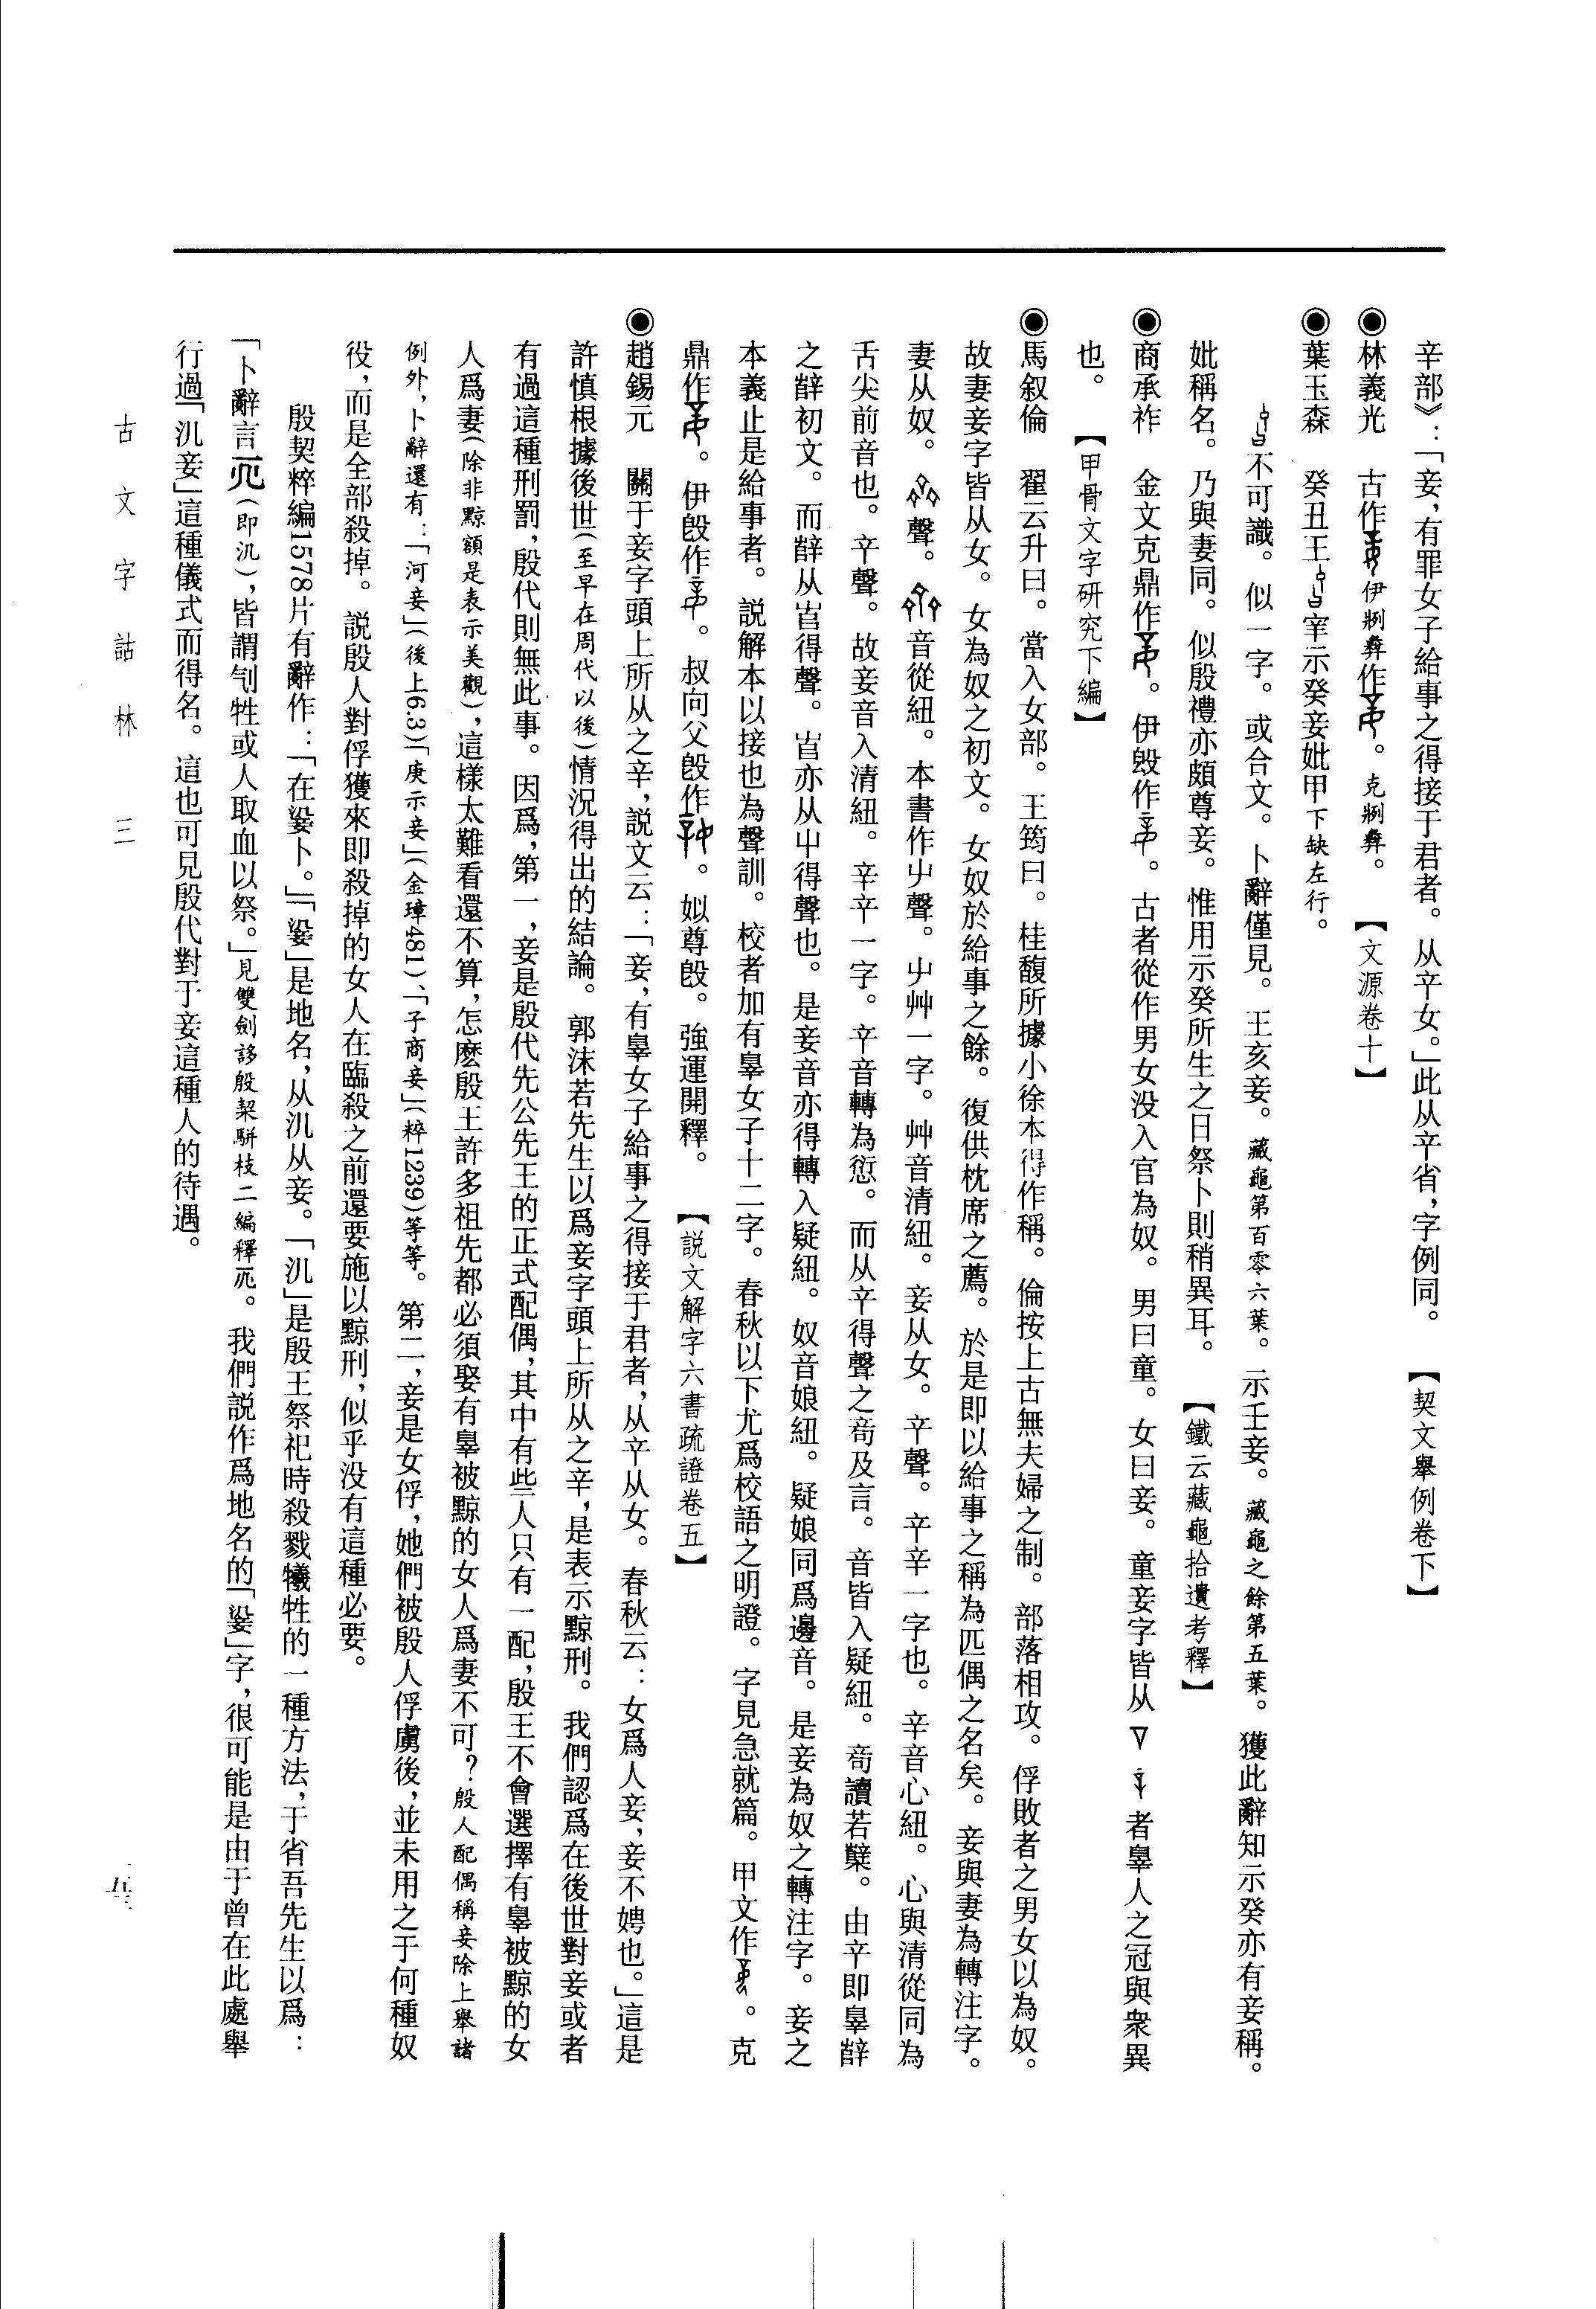 辛部》：「妾，有罪女子給事之得接于君者。从䇂女。」此从䇂省，字例同。【契文舉例卷下】
◉林義光　古作伊𠛱彝作。克𠛱彝。【文源卷十】
◉葉玉森　癸丑王宰示癸妾妣甲下缺左行。
不可識。似一字。或合文。卜辭僅見。王亥妾。藏龜第百零六葉。示壬妾。藏龜之餘第五葉。獲此辭知示癸亦有妾稱。
妣稱名。乃與妻同。似殷禮亦頗尊妾。惟用示癸所生之日祭卜則稍異耳。【鐵云藏龜拾遺考釋】
◉商承祚　金文克鼎作。伊𣪘作。古者從作男女没入官為奴。男曰童。女曰妾。童妾字皆从▽者辠人之冠與衆異
也。【甲骨文字研究下編】
◉馬叙倫　翟云升曰。當入女部。王筠曰。桂馥所據小徐本得作稱。倫按上古無夫婦之制。部落相攻。俘敗者之男女以為奴。
故妻妾字皆从女。女為奴之初文。女奴於給事之餘。復供枕席之薦。於是即以給事之稱為匹偶之名矣。妾與妻為轉注字。
妻从奴。聲。音從紐。本書作屮聲。屮艸一字。艸音清紐。妾从女。䇂聲。䇂辛一字也。辛音心紐。心與清從同為
舌尖前音也。䇂聲。故妾音入清紐。辛䇂一字。䇂音轉為愆。而从䇂得聲之䇂及言。音皆入疑紐。讀若櫱。由䇂即辠辥
之辥初文。而辥从𡴎得聲。𡴎亦从屮得聲也。是妾音亦得轉入疑紐。奴音娘紐。疑娘同爲邊音。是妾為奴之轉注字。妾之
本義止是給事者。説解本以接也為聲訓。校者加有辠女子十二字。春秋以下尤爲校語之明證。字見急就篇。甲文作。克
鼎作。伊𣪘作。叔向父𣪘作。姒尊𣪘。強運開釋。【説文解字六書疏證卷五】
◉趙錫元　關于妾字頭上所从之辛，説文云：「妾，有辠女子給事之得接于君者，从䇂从女。春秋云：女爲人妾，妾不娉也。」這是
許慎根據後世（至早在周代以後）情況得出的結論。郭沫若先生以爲妾字頭上所从之辛，是表示黥刑。我們認爲在後世對妾或者
有過這種刑罰，殷代則無此事。因爲，第一，妾是殷代先公先王的正式配偶，其中有些人只有一配，殷王不會選擇有辠被黥的女
人爲妻（除非黥額是表示美觀），這樣太難看還不算，怎麽殷王許多祖先都必須娶有辠被黥的女人爲妻不可？殷人配偶稱妾除上舉諸
例外，卜辭還有：「河妾」（後上6.3）「庚示妾」（金璋481）、「子商妾」（粹1239）等等。第二，妾是女俘，她們被殷人俘虜後，並未用之于何種奴
役，而是全部殺掉。説殷人對俘獲來即殺掉的女人在臨殺之前還要施以黥刑，似乎没有這種必要。
殷契粹編1578片有辭作：「在卜。」「」是地名，从汎从妾。「汎」是殷王祭祀時殺戮犧牲的一種方法，于省吾先生以爲：
「卜辭言（即汎），皆謂刉牲或人取血以祭。」見雙劍誃殷栔駢枝二編釋。我們説作爲地名的「」字，很可能是由于曾在此處舉
行過「汎妾」這種儀式而得名。這也可見殷代對于妾這種人的待遇。
古文字詁林　三